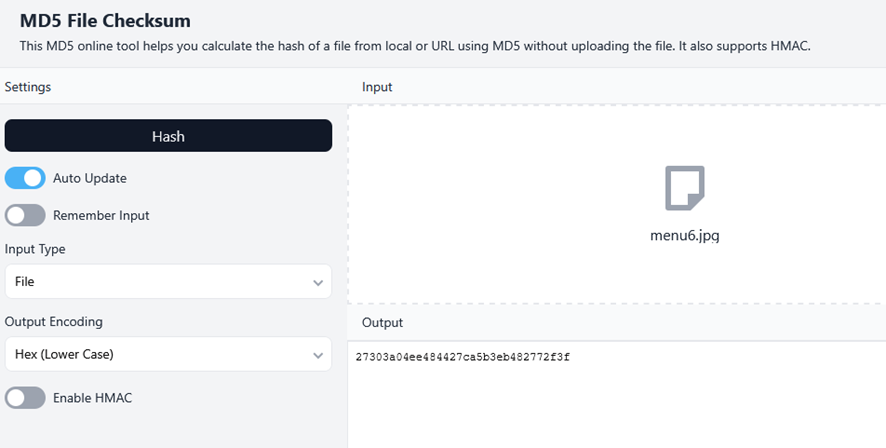 MD5 File Checksum
This MD5 online tool helps you calculate the hash of a file from local or URL using MD5 without uploading the file. It also supports HMAC.
Settings
Hash
Auto Update
Remember Input
Input Type
File
Output Encoding
Hex (Lower Case)
Enable HMAC
Input
menu6.jpg
Output
27303a04ee484427ca5b3eb482772f3f